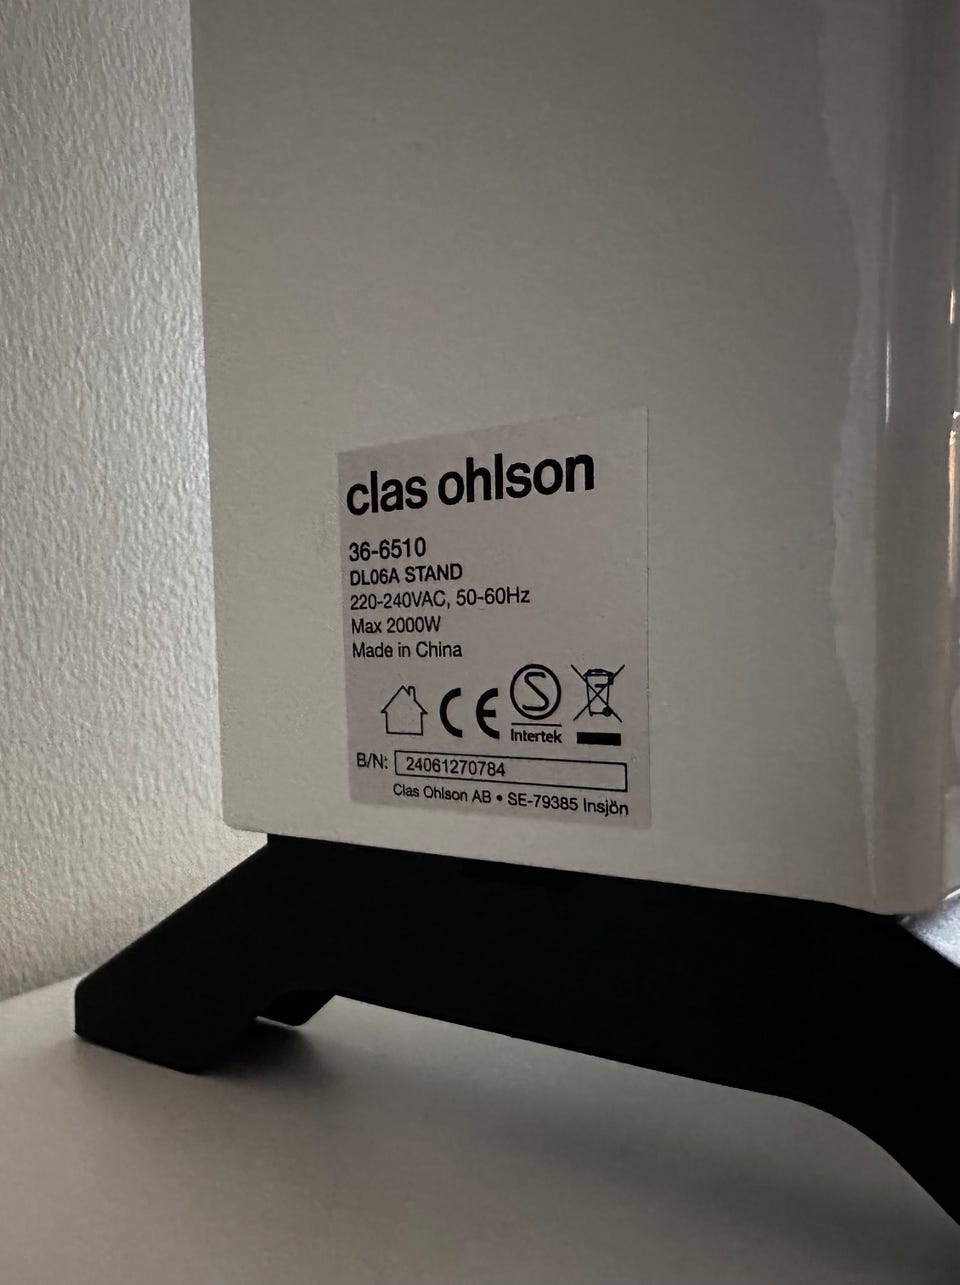 clas ohlson
36-6510
DL06A STAND
220-240VAC, 50-60Hz
Max 2000W
Made in China
CE
S
Intertek
B/N: 24061270784
Clas Ohlson AB • SE-79385 Insjön